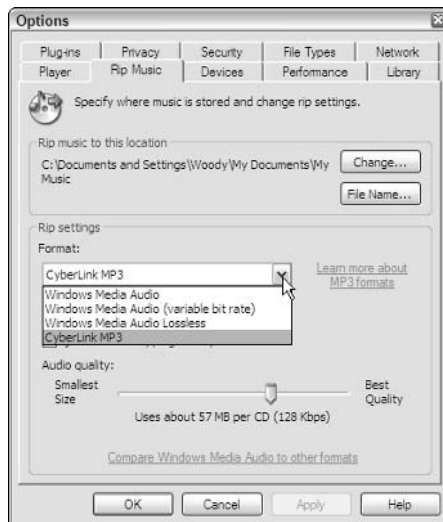 Options
Plug-ins Privacy Security File Types Network
Player Rip Music Devices Performance Library
Specify where music is stored and change rip settings.
Rip music to this location
C:\Documents and Settings\Woody\My Documents\My
Music
Change...
File Name...
Rip settings
Format:
CyberLink MP3
Learn more about
MP3 formats
Windows Media Audio
Windows Media Audio (variable bit rate)
Windows Media Audio Lossless
CyberLink MP3
Audio quality:
Smallest
Size
Best
Quality
Uses about 57 MB per CD (128 Kbps)
Compare Windows Media Audio to other formats
OK Cancel Apply Help